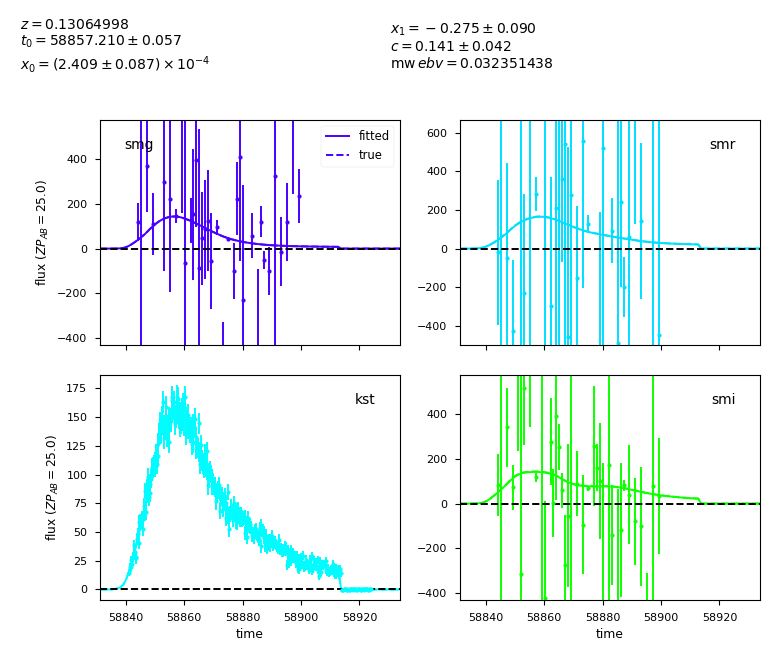 z = 0.13064998
t₀ = 58857.210 ± 0.057
x₀ = (2.409 ± 0.087) × 10⁻⁴
x₁ = −0.275 ± 0.090
c = 0.141 ± 0.042
mw ebv = 0.032351438
smg
fitted
true
400
200
0
−200
−400
flux (ZP_AB = 25.0)
smr
600
400
200
0
−200
−400
kst
175
150
125
100
75
50
25
0
flux (ZP_AB = 25.0)
58840 58860 58880 58900 58920
time
smi
400
200
0
−200
−400
58840 58860 58880 58900 58920
time